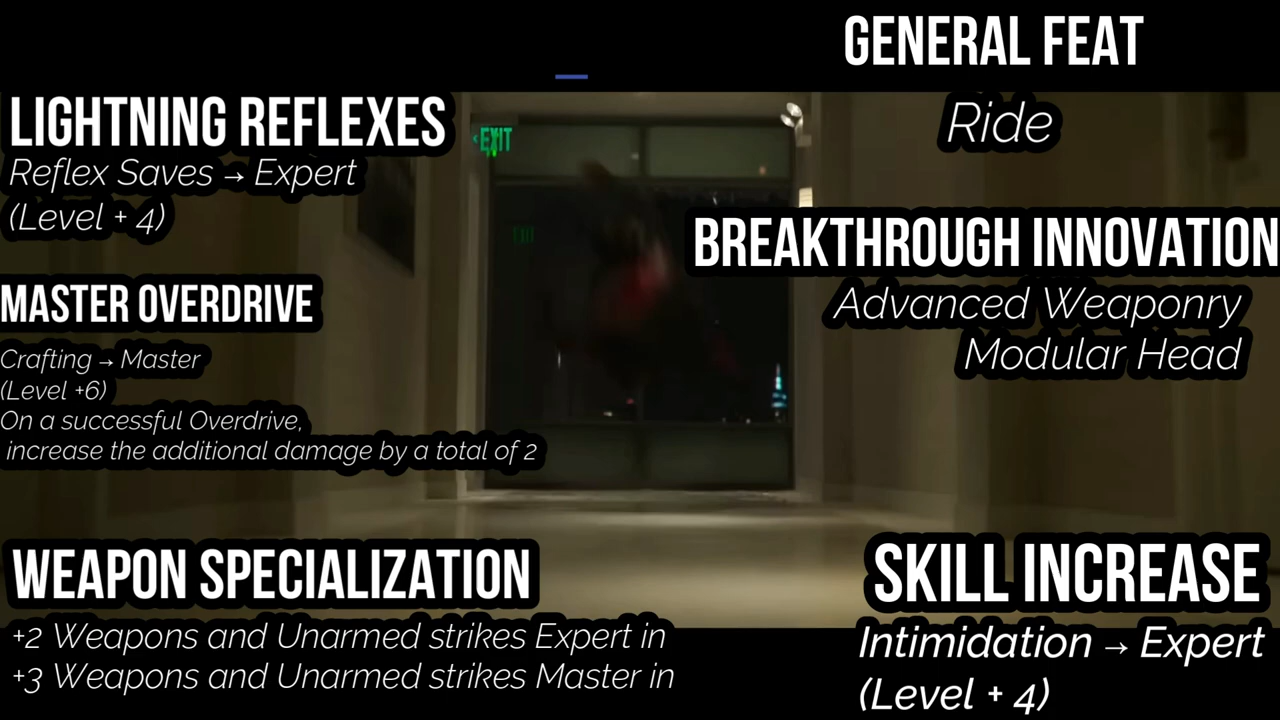 GENERAL FEAT
Ride
LIGHTNING REFLEXES
Reflex Saves → Expert
(Level + 4)
EXIT
BREAKTHROUGH INNOVATION
Advanced Weaponry
Modular Head
MASTER OVERDRIVE
Crafting → Master
(Level +6)
On a successful Overdrive,
increase the additional damage by a total of 2
WEAPON SPECIALIZATION
+2 Weapons and Unarmed strikes Expert in
+3 Weapons and Unarmed strikes Master in
SKILL INCREASE
Intimidation → Expert
(Level + 4)